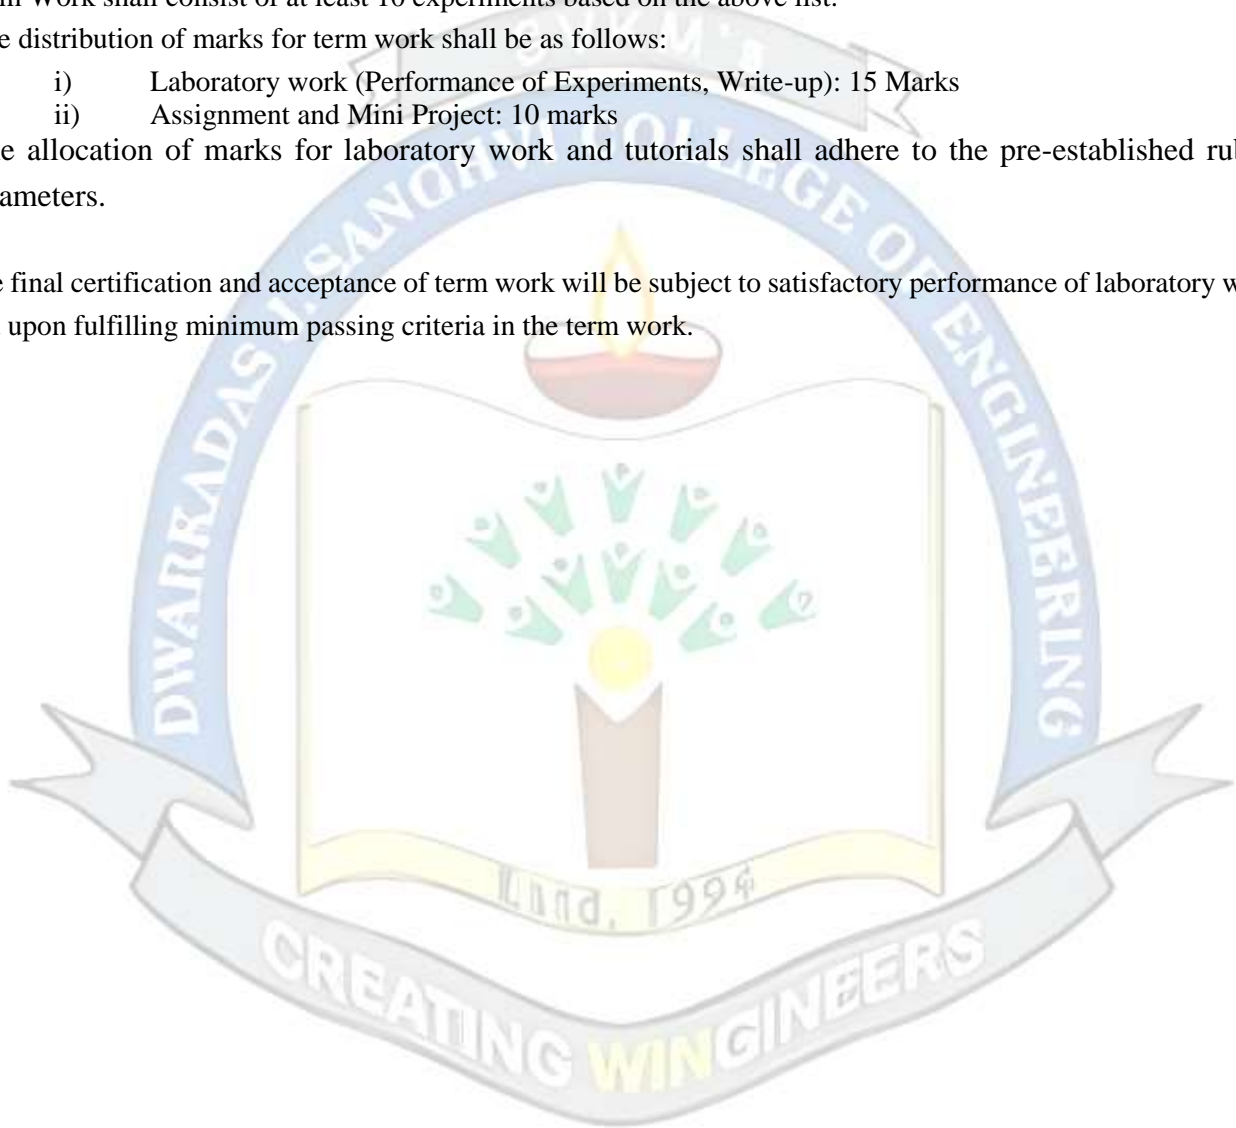 m Work shall consist of at least 10 experiments based on the above list.
e distribution of marks for term work shall be as follows:
i) Laboratory work (Performance of Experiments, Write-up): 15 Marks
ii) Assignment and Mini Project: 10 marks
e allocation of marks for laboratory work and tutorials shall adhere to the pre-established rub
ameters.
e final certification and acceptance of term work will be subject to satisfactory performance of laboratory w
upon fulfilling minimum passing criteria in the term work.
DWARRADAS J. SANOHVI COLLRGE OF ENGINEERING
CREATING WINGINEERS